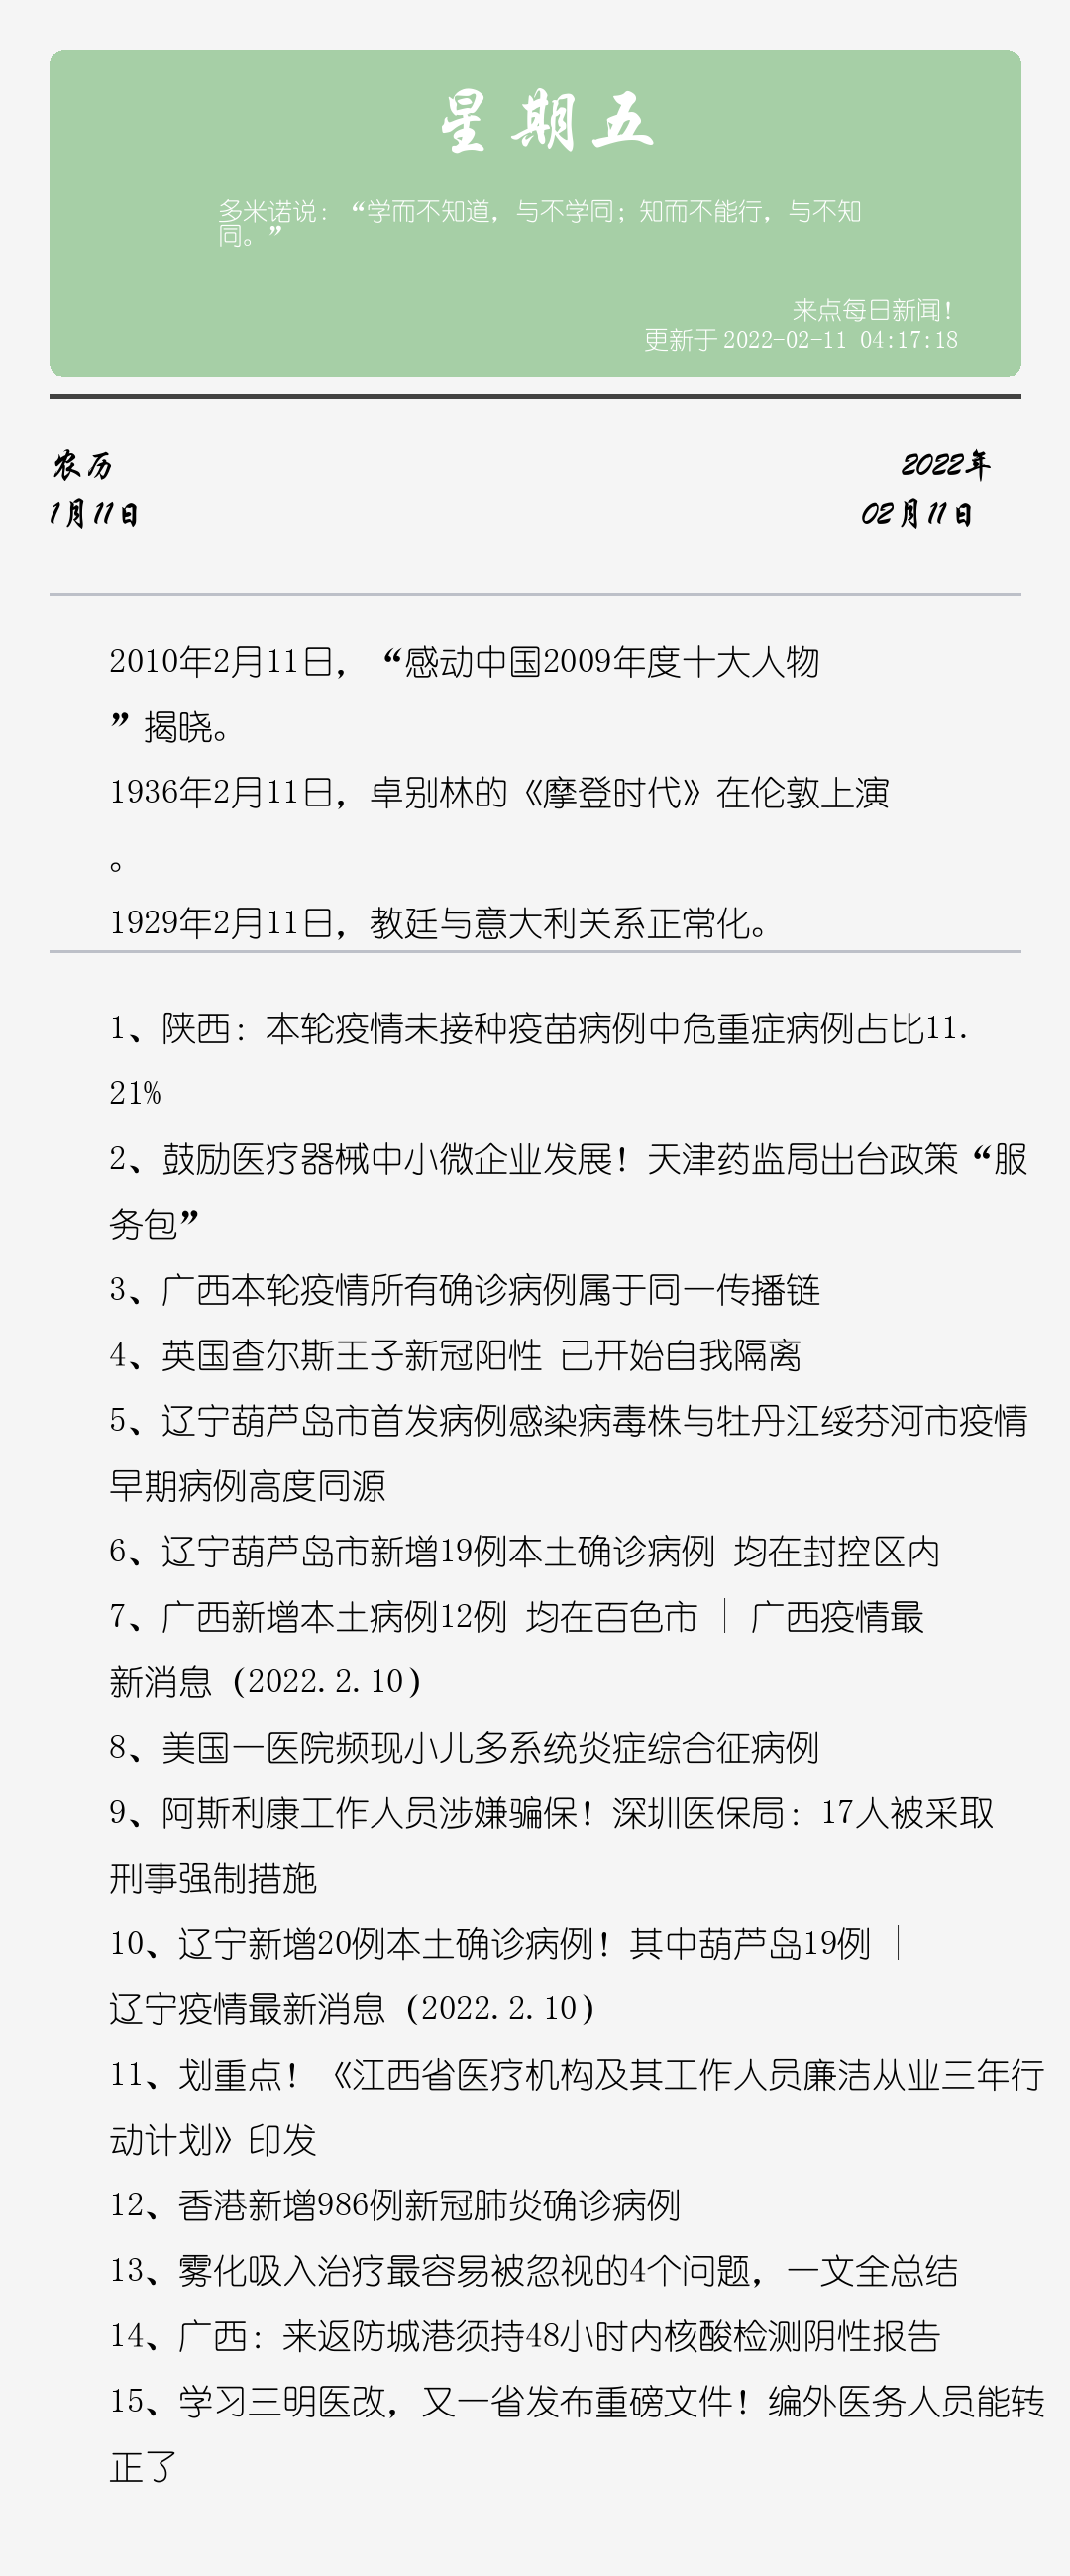 星期五
多米诺说：“学而不知道，与不学同；知而不能行，与不知
同。”
来点每日新闻！
更新于 2022-02-11 04:17:18
农历
2022年
1月11日
02月11日
2010年2月11日，“感动中国2009年度十大人物
”揭晓。
1936年2月11日，卓别林的《摩登时代》在伦敦上演
。
1929年2月11日，教廷与意大利关系正常化。
1、陕西：本轮疫情未接种疫苗病例中危重症病例占比11.
21%
2、鼓励医疗器械中小微企业发展！天津药监局出台政策“服
务包”
3、广西本轮疫情所有确诊病例属于同一传播链
4、英国查尔斯王子新冠阳性 已开始自我隔离
5、辽宁葫芦岛市首发病例感染病毒株与牡丹江绥芬河市疫情
早期病例高度同源
6、辽宁葫芦岛市新增19例本土确诊病例 均在封控区内
7、广西新增本土病例12例 均在百色市 | 广西疫情最
新消息（2022.2.10）
8、美国一医院频现小儿多系统炎症综合征病例
9、阿斯利康工作人员涉嫌骗保！深圳医保局：17人被采取
刑事强制措施
10、辽宁新增20例本土确诊病例！其中葫芦岛19例 |
辽宁疫情最新消息（2022.2.10）
11、划重点！《江西省医疗机构及其工作人员廉洁从业三年行
动计划》印发
12、香港新增986例新冠肺炎确诊病例
13、雾化吸入治疗最容易被忽视的4个问题，一文全总结
14、广西：来返防城港须持48小时内核酸检测阴性报告
15、学习三明医改，又一省发布重磅文件！编外医务人员能转
正了